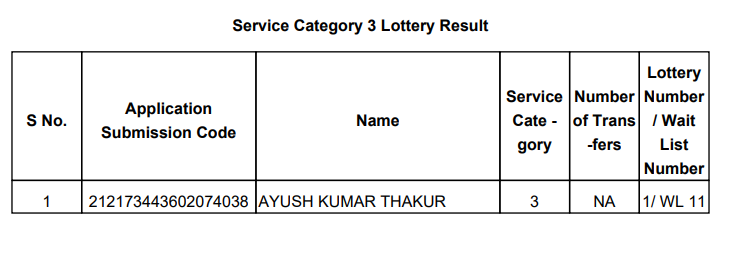 Service Category 3 Lottery Result
S No.
Application
Submission Code
Name
Service
Cate -
gory
Number
of Trans
-fers
Lottery
Number
/ Wait
List
Number
1 212173443602074038 AYUSH KUMAR THAKUR 3 NA 1/ WL 11